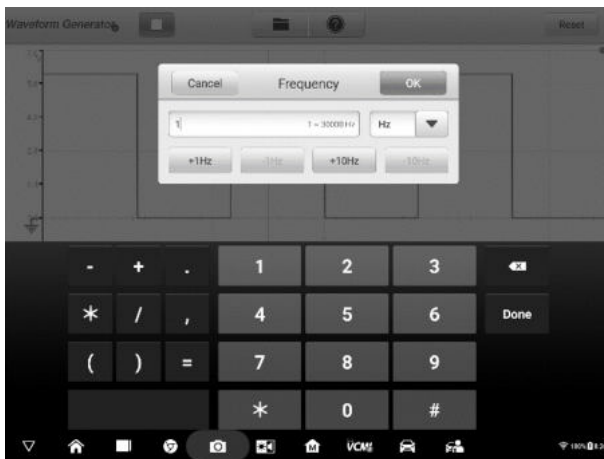 Waveform Generator
Reset
Cancel Frequency OK
1 1 ~ 30000 Hz Hz
+1Hz -1Hz +10Hz -10Hz
- + . 1 2 3
* / , 4 5 6 Done
( ) = 7 8 9
* 0 #
M VCMI 100%